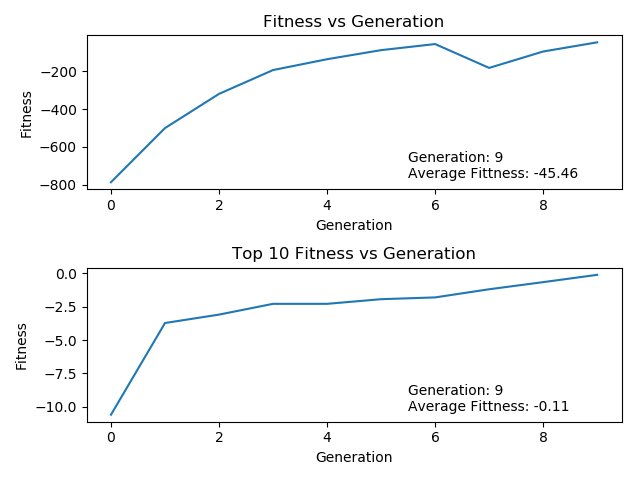 Fitness vs Generation
−200
−400
−600
−800
Fitness
Generation: 9
Average Fittness: -45.46
0 2 4 6 8
Generation
Top 10 Fitness vs Generation
0.0
−2.5
−5.0
−7.5
−10.0
Fitness
Generation: 9
Average Fittness: -0.11
0 2 4 6 8
Generation